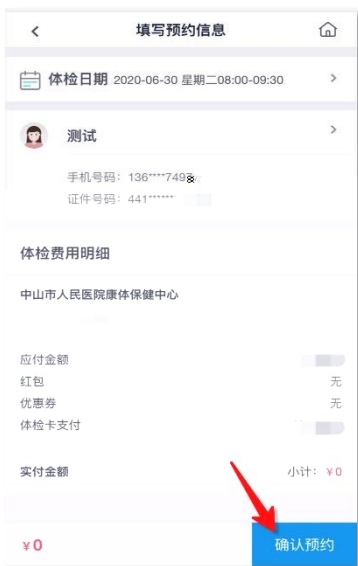 填写预约信息
体检日期 2020-06-30 星期二08:00-09:30
测试
手机号码：136****7498
证件号码：441******
体检费用明细
中山市人民医院康体保健中心
应付金额
红包 无
优惠券 无
体检卡支付
实付金额 小计：¥0
¥0 确认预约